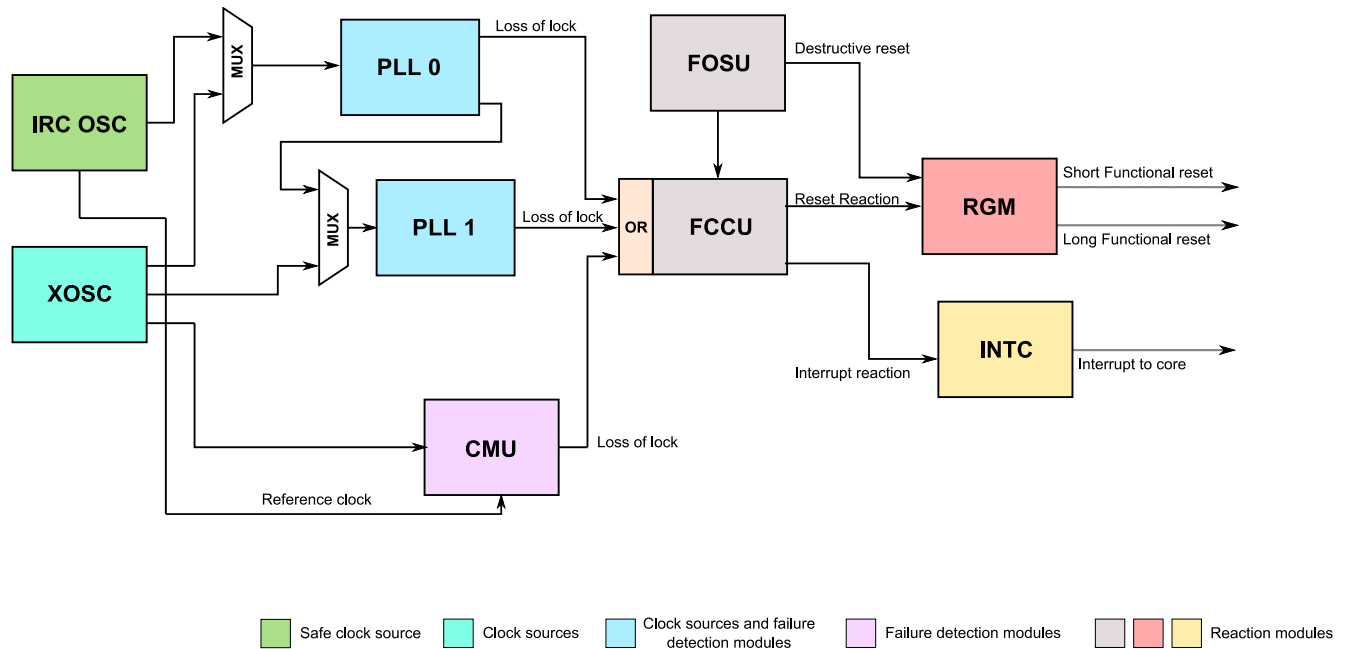 Loss of lock
MUX
PLL 0
FOSU
Destructive reset
IRC OSC
MUX
PLL 1
Loss of lock
OR
FCCU
Reset Reaction
RGM
Short Functional reset
Long Functional reset
XOSC
INTC
Interrupt reaction
Interrupt to core
CMU
Loss of lock
Reference clock
Safe clock source
Clock sources
Clock sources and failure
detection modules
Failure detection modules
Reaction modules